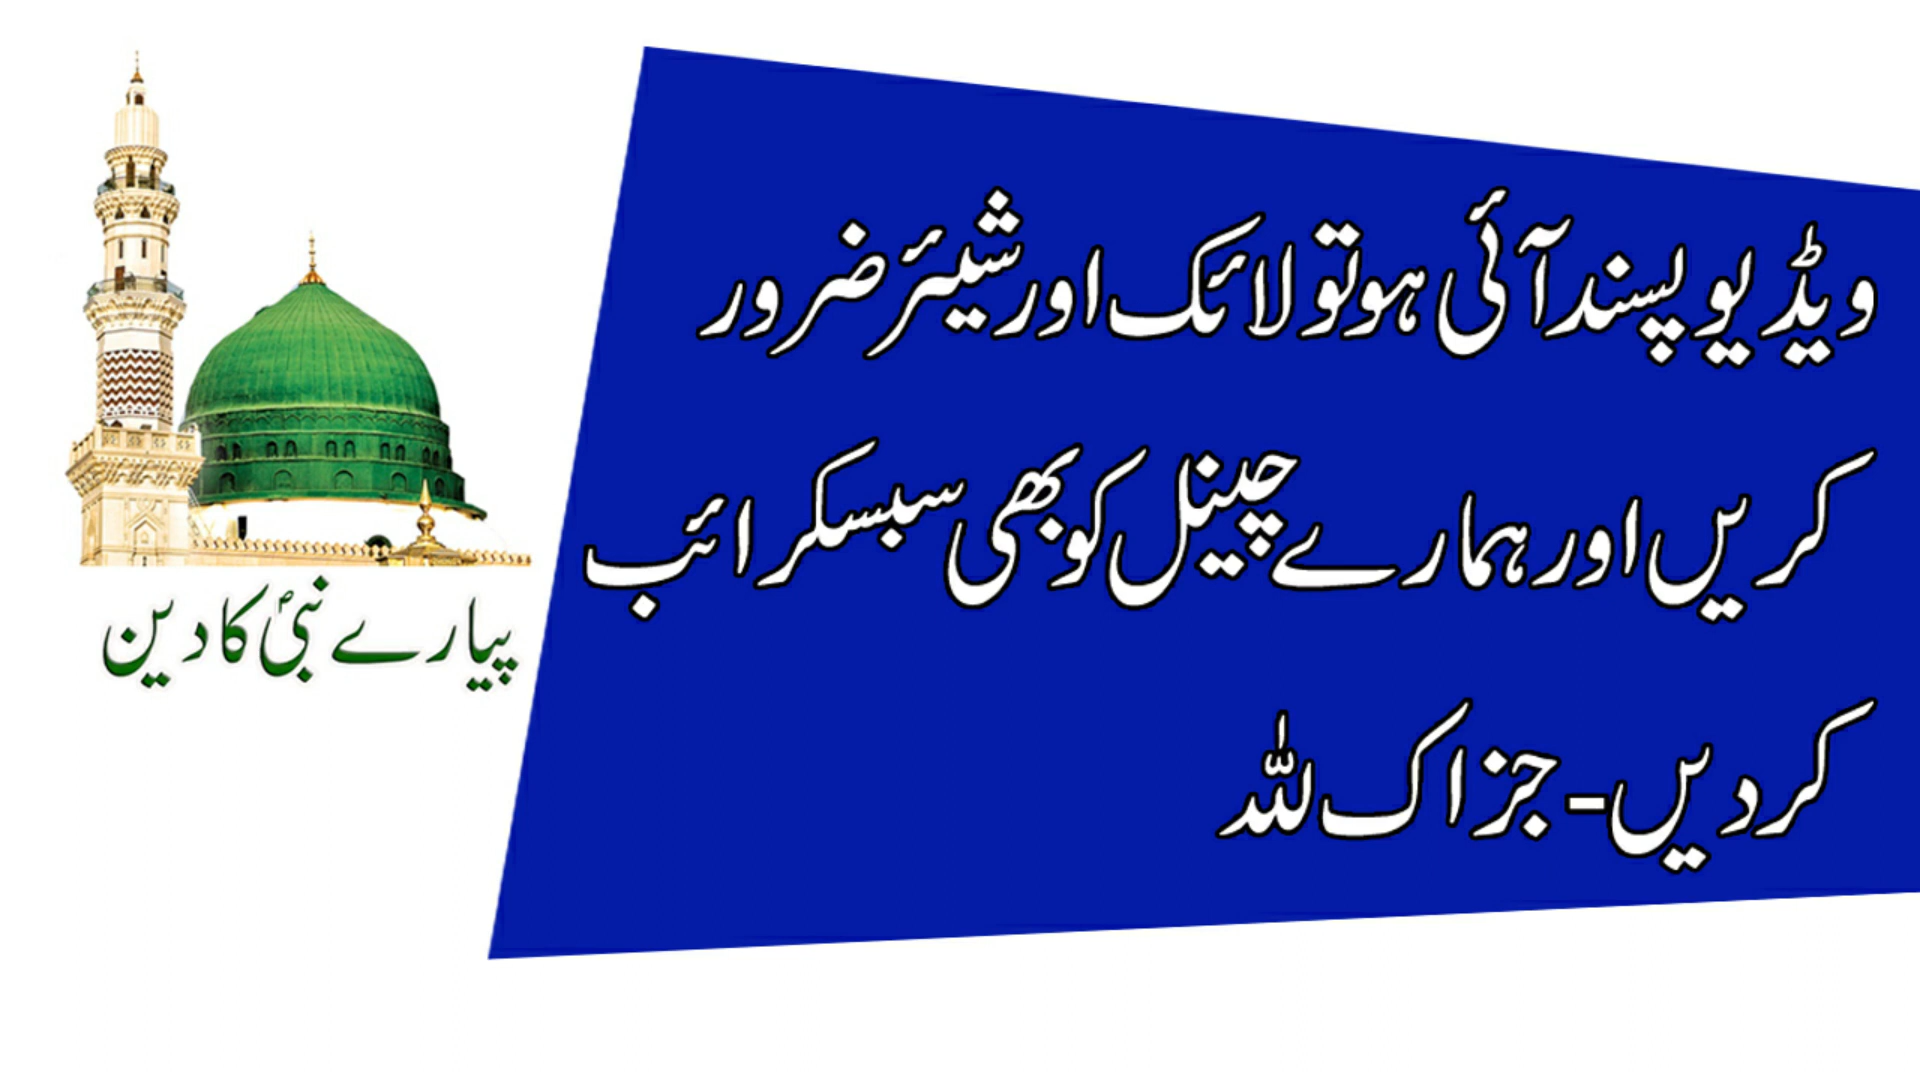 ویڈیو پسند آئی ہو تو لائک اور شیئر ضرور
کریں اور ہمارے چینل کو بھی سبسکرائب
کردیں - جزاک للہ
پیارے نبیؐ کا دین